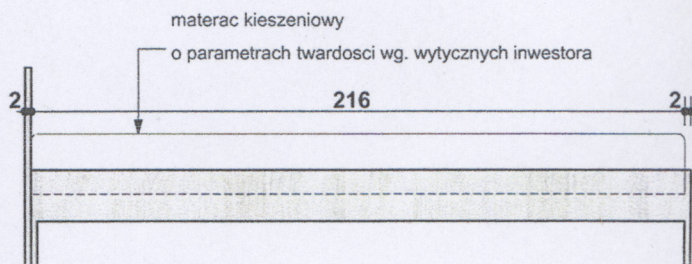 materac kieszeniowy
o parametrach twardosci wg. wytycznych inwestora
2 216 2